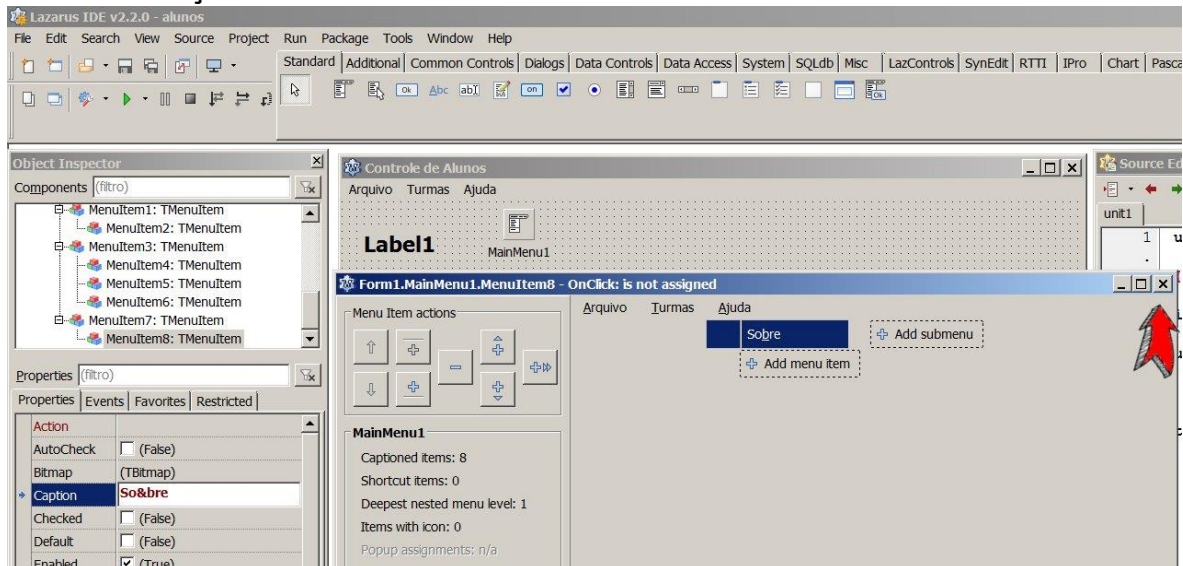 Lazarus IDE v2.2.0 - alunos
File Edit Search View Source Project Run Package Tools Window Help
Standard Additional Common Controls Dialogs Data Controls Data Access System SQLdb Misc LazControls SynEdit RTTI IPro Chart Pasca
Ok Abc abI on Ok
Object Inspector
Components (filtro)
MenuItem1: TMenuItem
MenuItem2: TMenuItem
MenuItem3: TMenuItem
MenuItem4: TMenuItem
MenuItem5: TMenuItem
MenuItem6: TMenuItem
MenuItem7: TMenuItem
MenuItem8: TMenuItem
Properties (filtro)
Properties Events Favorites Restricted
Action
AutoCheck (False)
Bitmap (TBitmap)
Caption So&bre
Checked (False)
Default (False)
Enabled (True)
Controle de Alunos
Arquivo Turmas Ajuda
Label1
MainMenu1
Source Ed
unit1
1 u
Form1.MainMenu1.MenuItem8 - OnClick: is not assigned
Menu Item actions
Arquivo Turmas Ajuda
Sobre Add submenu
Add menu item
MainMenu1
Captioned items: 8
Shortcut items: 0
Deepest nested menu level: 1
Items with icon: 0
Popup assignments: n/a